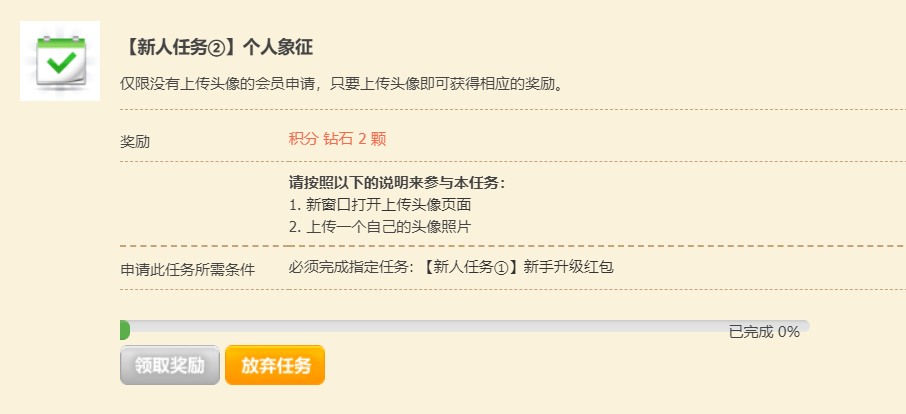 【新人任务②】个人象征
仅限没有上传头像的会员申请，只要上传头像即可获得相应的奖励。
奖励
积分 钻石 2 颗
请按照以下的说明来参与本任务：
1. 新窗口打开上传头像页面
2. 上传一个自己的头像照片
申请此任务所需条件
必须完成指定任务: 【新人任务①】新手升级红包
已完成 0%
领取奖励
放弃任务